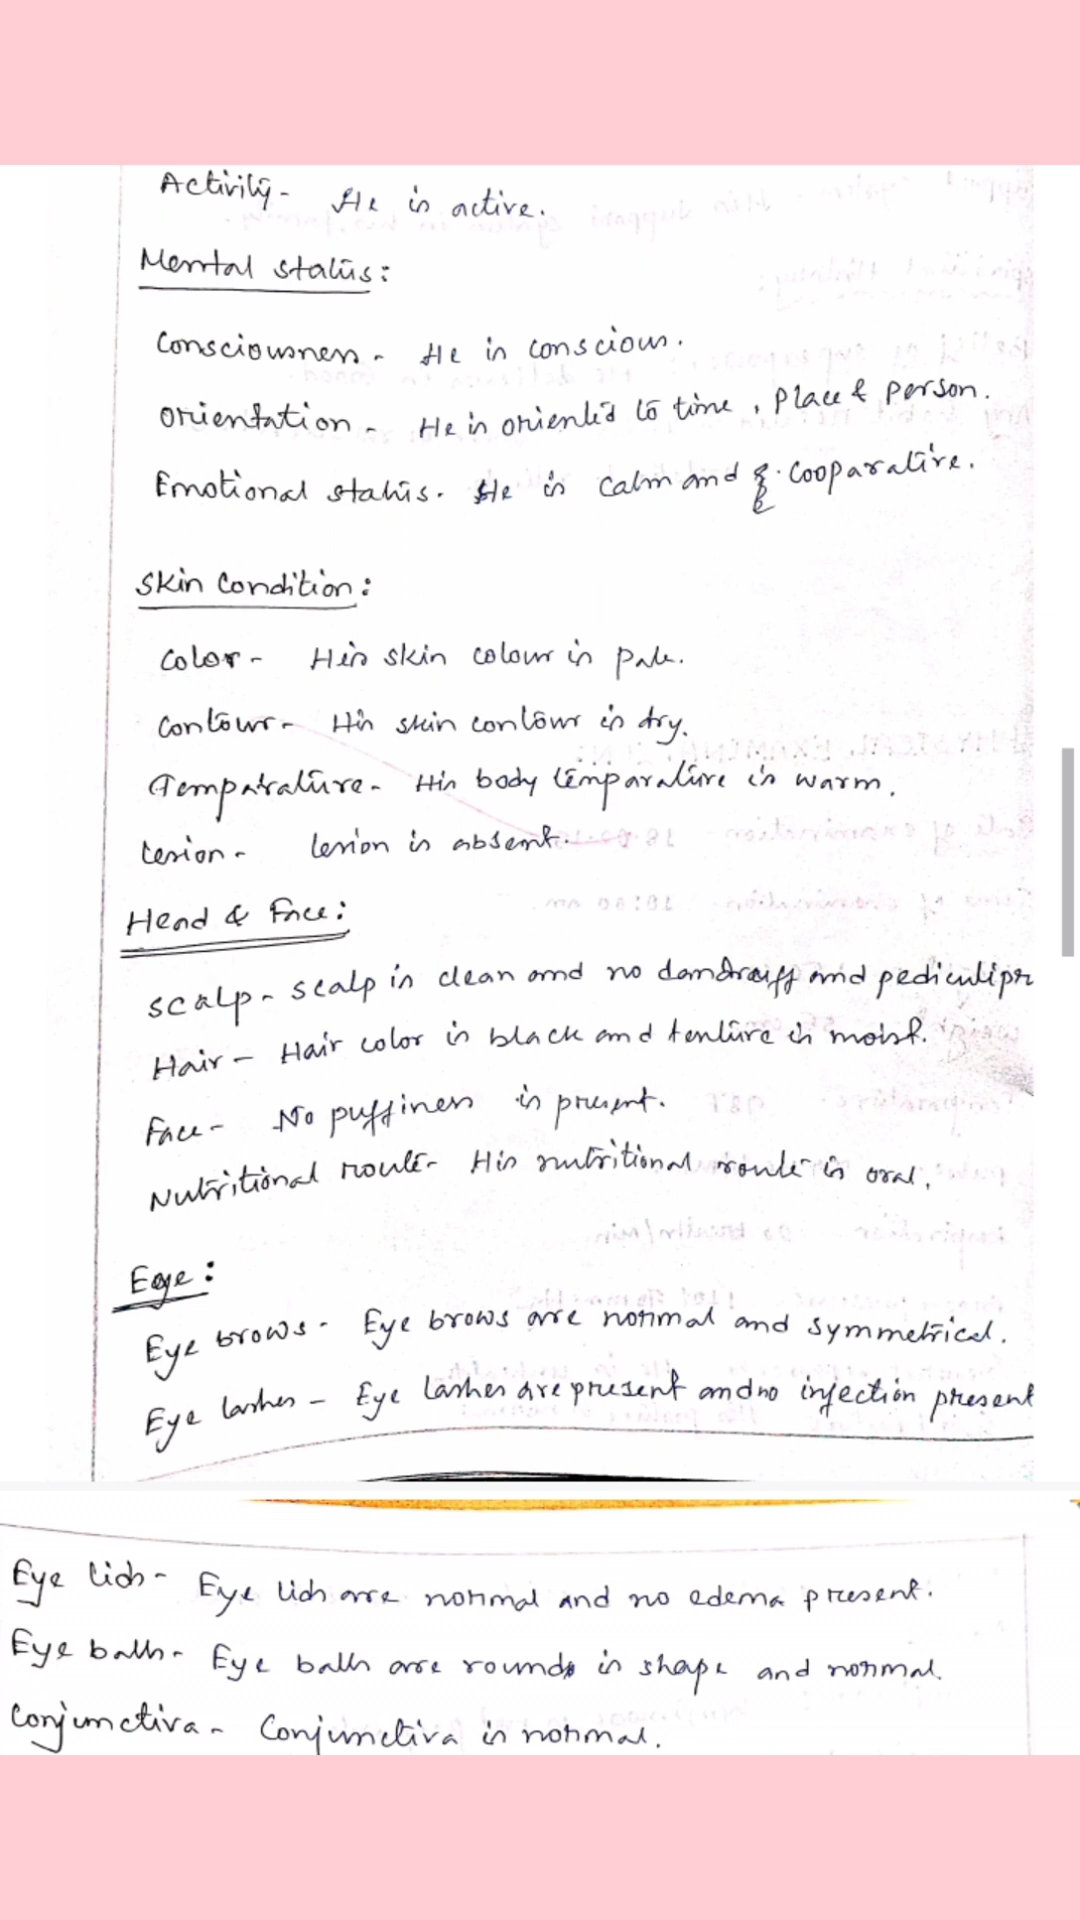 Activity - He is active.
Mental status:
Consciousness - He is conscious.
Orientation - He is oriented to time, place & person.
Emotional status - He is calm and cooparative.
Skin Condition:
Color - His skin colour is pale.
Contour - His skin contour is dry.
Temparature - His body temparature is warm.
Lesion - lesion is absent.
Head & Face:
Scalp - scalp is clean and no dandruff and
Hair - Hair color is black and texture is moist.
Face - No puffiness is present.
Nutritional route - His nutritional route is oral.
Eye:
Eye brows - Eye brows are normal and symmetrical.
Eye lashes - Eye lashes are present and no infection present
Eye lids - Eye lids are normal and no edema present.
Eye balls - Eye balls are round in shape and normal.
Conjunctiva - Conjunctiva is normal.